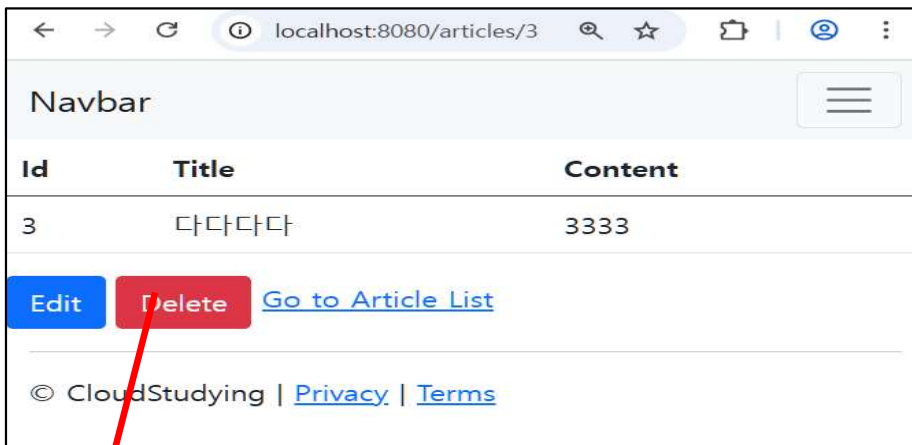 localhost:8080/articles/3
Navbar
Id Title Content
3 다다다다 3333
Edit Delete Go to Article List
© CloudStudying | Privacy | Terms